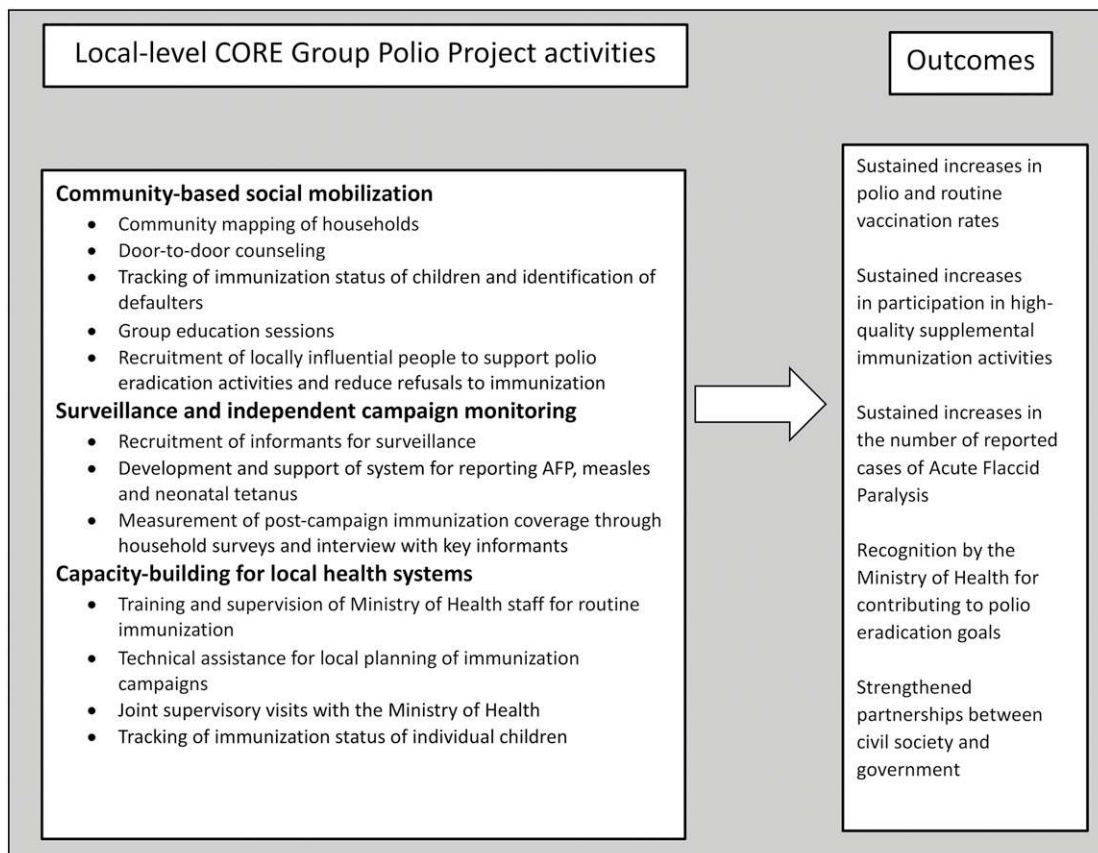 Local-level CORE Group Polio Project activities
Community-based social mobilization
• Community mapping of households
• Door-to-door counseling
• Tracking of immunization status of children and identification of
defaulters
• Group education sessions
• Recruitment of locally influential people to support polio
eradication activities and reduce refusals to immunization
Surveillance and independent campaign monitoring
• Recruitment of informants for surveillance
• Development and support of system for reporting AFP, measles
and neonatal tetanus
• Measurement of post-campaign immunization coverage through
household surveys and interview with key informants
Capacity-building for local health systems
• Training and supervision of Ministry of Health staff for routine
immunization
• Technical assistance for local planning of immunization
campaigns
• Joint supervisory visits with the Ministry of Health
• Tracking of immunization status of individual children
Outcomes
Sustained increases in
polio and routine
vaccination rates
Sustained increases
in participation in high-
quality supplemental
immunization activities
Sustained increases in
the number of reported
cases of Acute Flaccid
Paralysis
Recognition by the
Ministry of Health for
contributing to polio
eradication goals
Strengthened
partnerships between
civil society and
government